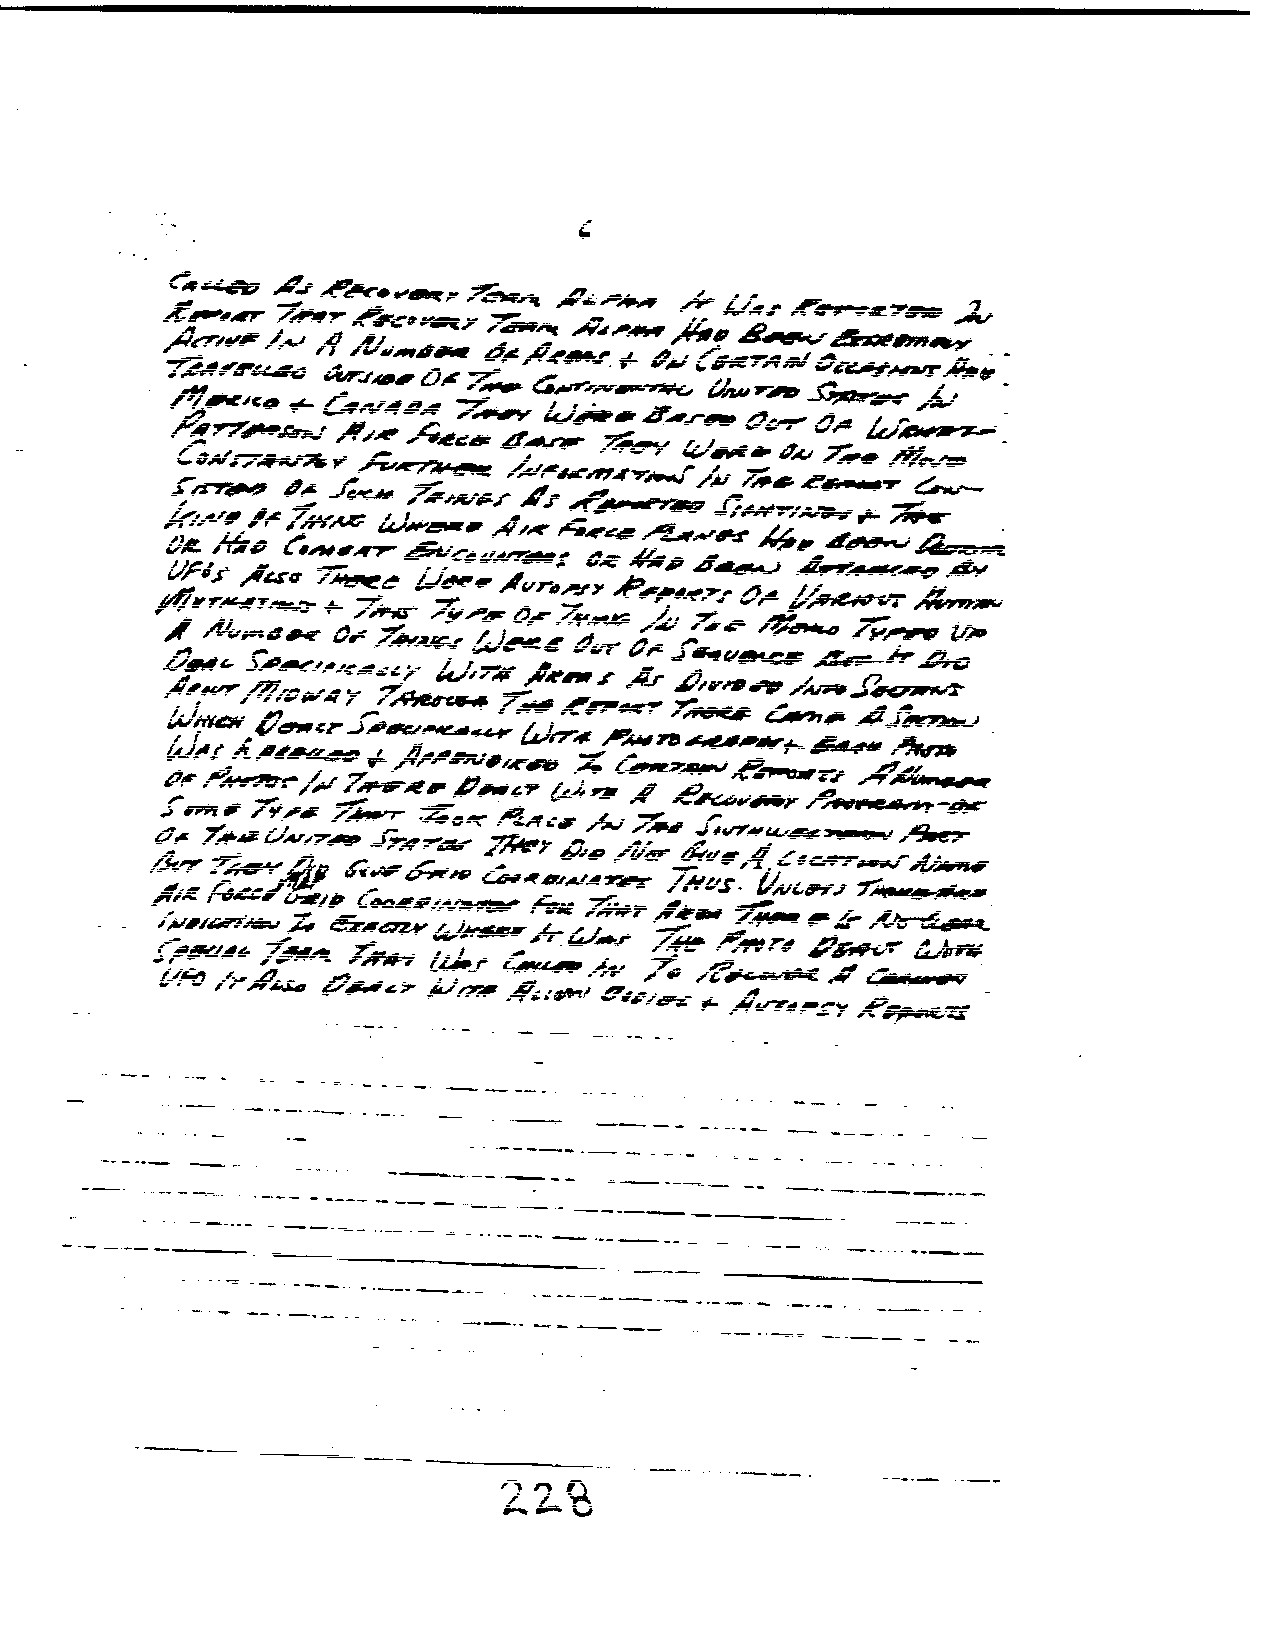 6
Called As Recovery Team Alpha It Was Reported In
Report That Recovery Team Alpha Had Been Extremely
Active In A Number Of Areas + On Certain Occasions Had
Travelled Outside Of The Continental United States In
Mexico + Canada They Were Based Out Of Wright-
Patterson Air Force Base They Were On The Move
Constantly Further Information In The Report Con-
sisted Of Such Things As Reported Sightings + The
Kind Of Thing Where Air Force Planes Had Been
Or Had Combat Encounters Or Had Been Attacked By
UFOs Also There Were Autopsy Reports Of Various Human
Mutilations + This Type Of Thing In The Memo Typed Up
A Number Of Things Were Out Of Sequence But It Did
Deal Specifically With Areas As Divided Into Sections
About Midway Through The Report There Came A Section
Which Dealt Specifically With Photographs + Each Photo
Was Labelled + Appendixed To Certain Reports A Number
Of Photos In There Dealt With A Recovery Program of
Some Type That Took Place In The Southwestern Part
Of The United States They Did Not Give A Location Name
But They Did Give Grid Coordinates Thus. Unless There
Air Force Grid Coordinates For That Area There Is No Clear
Indication To Exactly Where It Was The Photo Dealt With
Special Team That Was Called In To Recover A Crashed
UFO It Also Dealt With Alien Bodies + Autopsy Reports
228